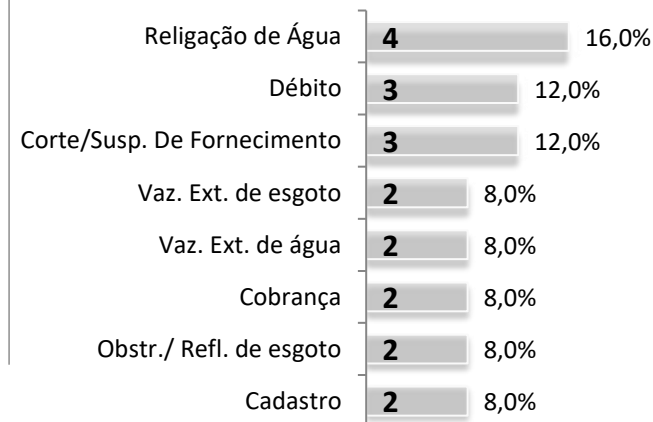 Religação de Água 4 16,0%
Débito 3 12,0%
Corte/Susp. De Fornecimento 3 12,0%
Vaz. Ext. de esgoto 2 8,0%
Vaz. Ext. de água 2 8,0%
Cobrança 2 8,0%
Obstr./ Refl. de esgoto 2 8,0%
Cadastro 2 8,0%